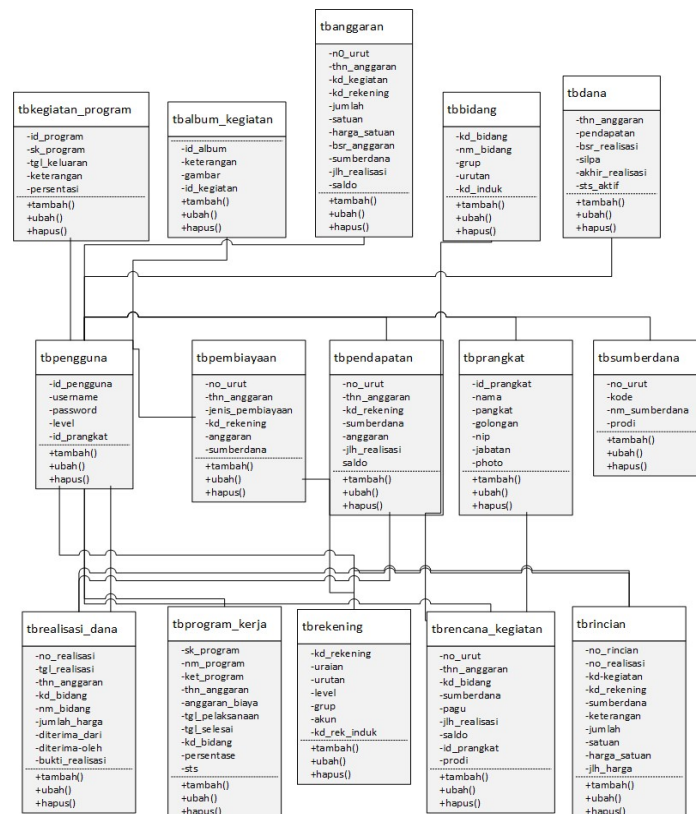 tbanggaran
-n0_urut
-thn_anggaran
-kd_kegiatan
-kd_rekening
-jumlah
-satuan
-harga_satuan
-bsr_anggaran
-sumberdana
-jlh_realisasi
-saldo
+tambah()
+ubah()
+hapus()
tbkegiatan_program
-id_program
-sk_program
-tgl_keluaran
-keterangan
-persentasi
+tambah()
+ubah()
+hapus()
tbalbum_kegiatan
-id_album
-keterangan
-gambar
-id_kegiatan
+tambah()
+ubah()
+hapus()
tbbidang
-kd_bidang
-nm_bidang
-grup
-urutan
-kd_induk
+tambah()
+ubah()
+hapus()
tbdana
-thn_anggaran
-pendapatan
-bsr_realisasi
-silpa
-akhir_realisasi
-sts_aktif
+tambah()
+ubah()
+hapus()
tbpengguna
-id_pengguna
-username
-password
-level
-id_prangkat
+tambah()
+ubah()
+hapus()
tbpembiayaan
-no_urut
-thn_anggaran
-jenis_pembiayaan
-kd_rekening
-anggaran
-sumberdana
+tambah()
+ubah()
+hapus()
tbpendapatan
-no_urut
-thn_anggaran
-kd_rekening
-sumberdana
-anggaran
-jlh_realisasi
saldo
+tambah()
+ubah()
+hapus()
tbprangkat
-id_prangkat
-nama
-pangkat
-golongan
-nip
-jabatan
-photo
+tambah()
+ubah()
+hapus()
tbsumberdana
-no_urut
-kode
-nm_sumberdana
-prodi
+tambah()
+ubah()
+hapus()
tbrealisasi_dana
-no_realisasi
-tgl_realisasi
-thn_anggaran
-kd_bidang
-nm_bidang
-jumlah_harga
-diterima_dari
-diterima-oleh
-bukti_realisasi
+tambah()
+ubah()
+hapus()
tbprogram_kerja
-sk_program
-nm_program
-ket_program
-thn_anggaran
-anggaran_biaya
-tgl_pelaksanaan
-tgl_selesai
-kd_bidang
-persentase
-sts
+tambah()
+ubah()
+hapus()
tbrekening
-kd_rekening
-uraian
-urutan
-level
-grup
-akun
-kd_rek_induk
+tambah()
+ubah()
+hapus()
tbrencana_kegiatan
-no_urut
-thn_anggaran
-kd_bidang
-sumberdana
-pagu
-jlh_realisasi
-saldo
-id_prangkat
-prodi
+tambah()
+ubah()
+hapus()
tbrincian
-no_rincian
-no_realisasi
-kd-kegiatan
-kd_rekening
-sumberdana
-keterangan
-jumlah
-satuan
-harga_satuan
-jlh_harga
+tambah()
+ubah()
+hapus()